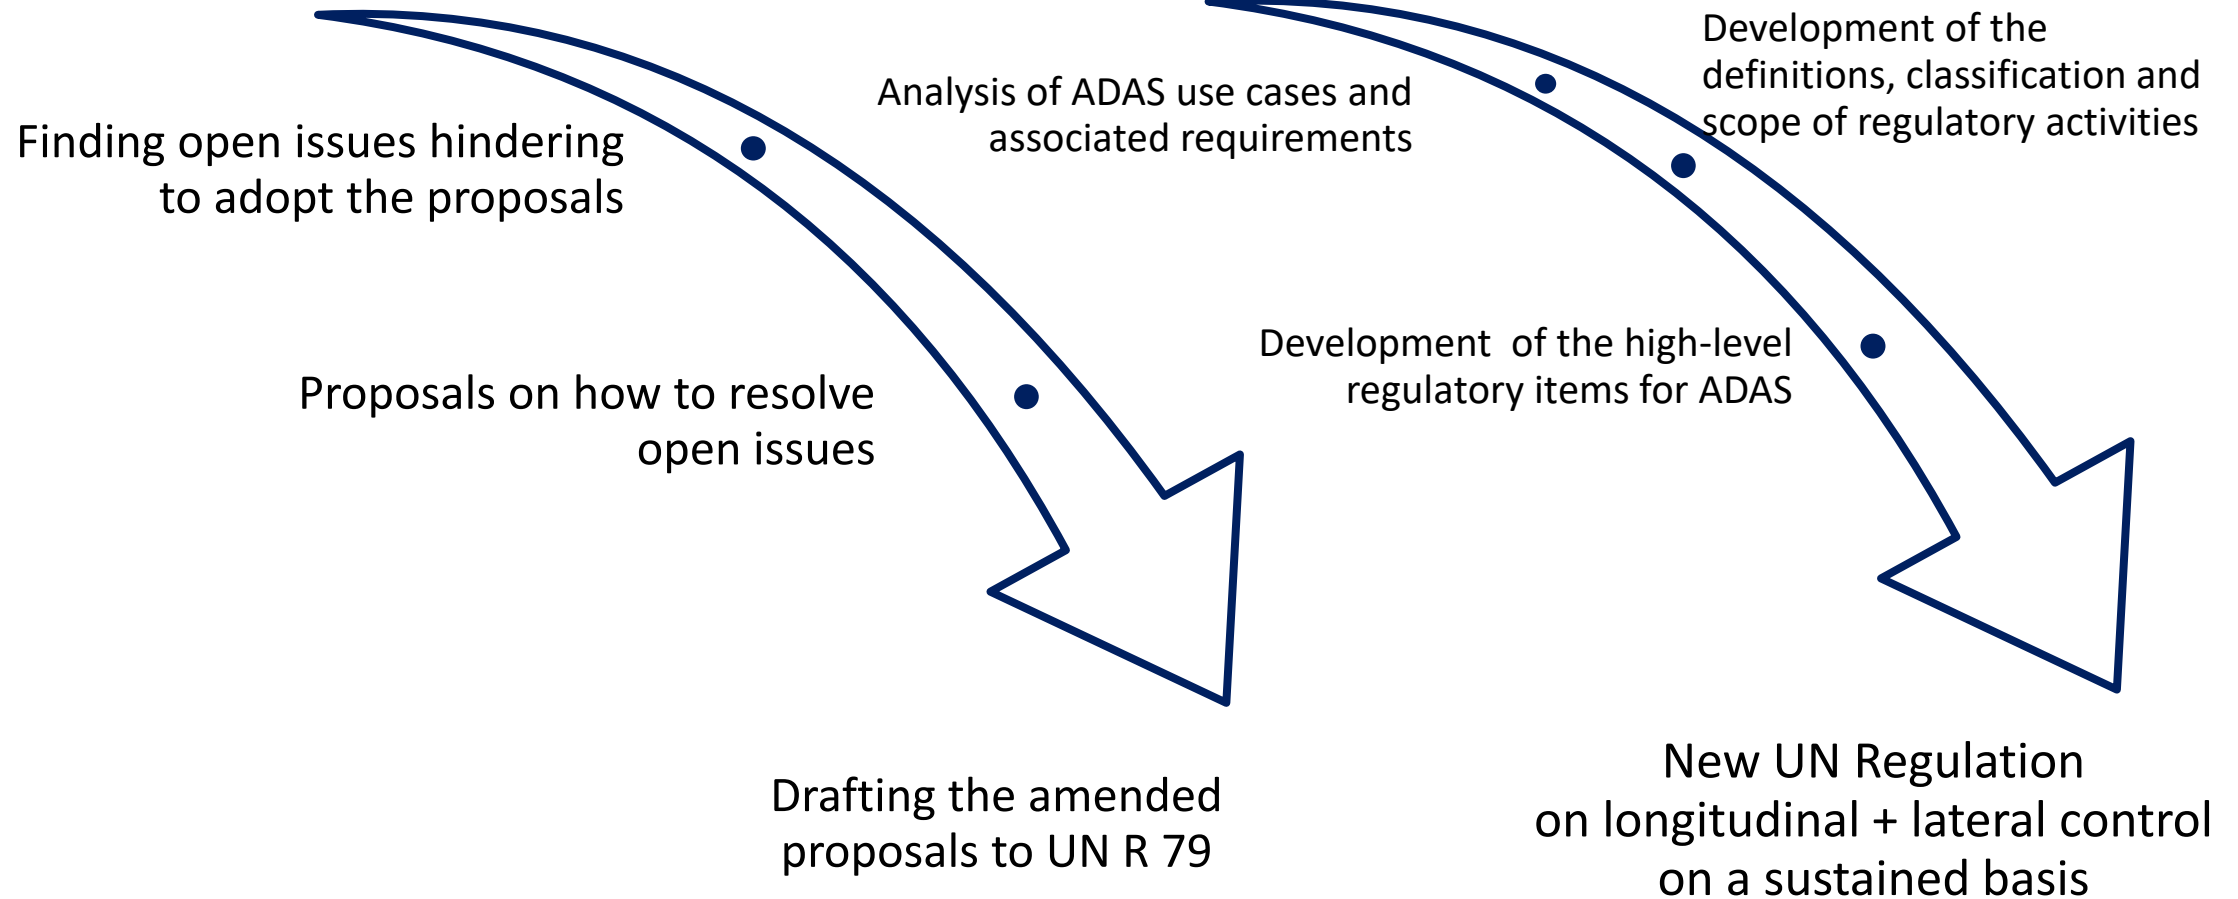 Finding open issues hindering
to adopt the proposals
Proposals on how to resolve
open issues
Drafting the amended
proposals to UN R 79
Analysis of ADAS use cases and
associated requirements
Development of the
definitions, classification and
scope of regulatory activities
Development  of the high-level
regulatory items for ADAS
New UN Regulation
on longitudinal + lateral control
on a sustained basis